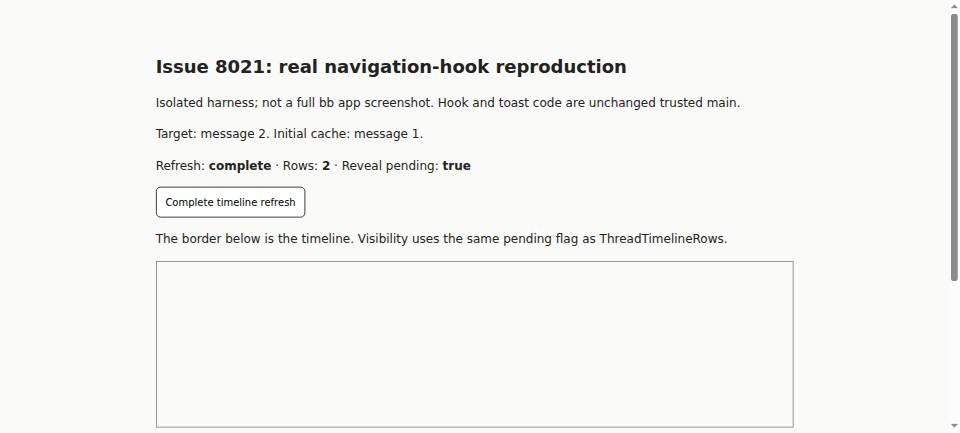 Issue 8021: real navigation-hook reproduction
Isolated harness; not a full bb app screenshot. Hook and toast code are unchanged trusted main.
Target: message 2. Initial cache: message 1.
Refresh: complete · Rows: 2 · Reveal pending: true
Complete timeline refresh
The border below is the timeline. Visibility uses the same pending flag as ThreadTimelineRows.